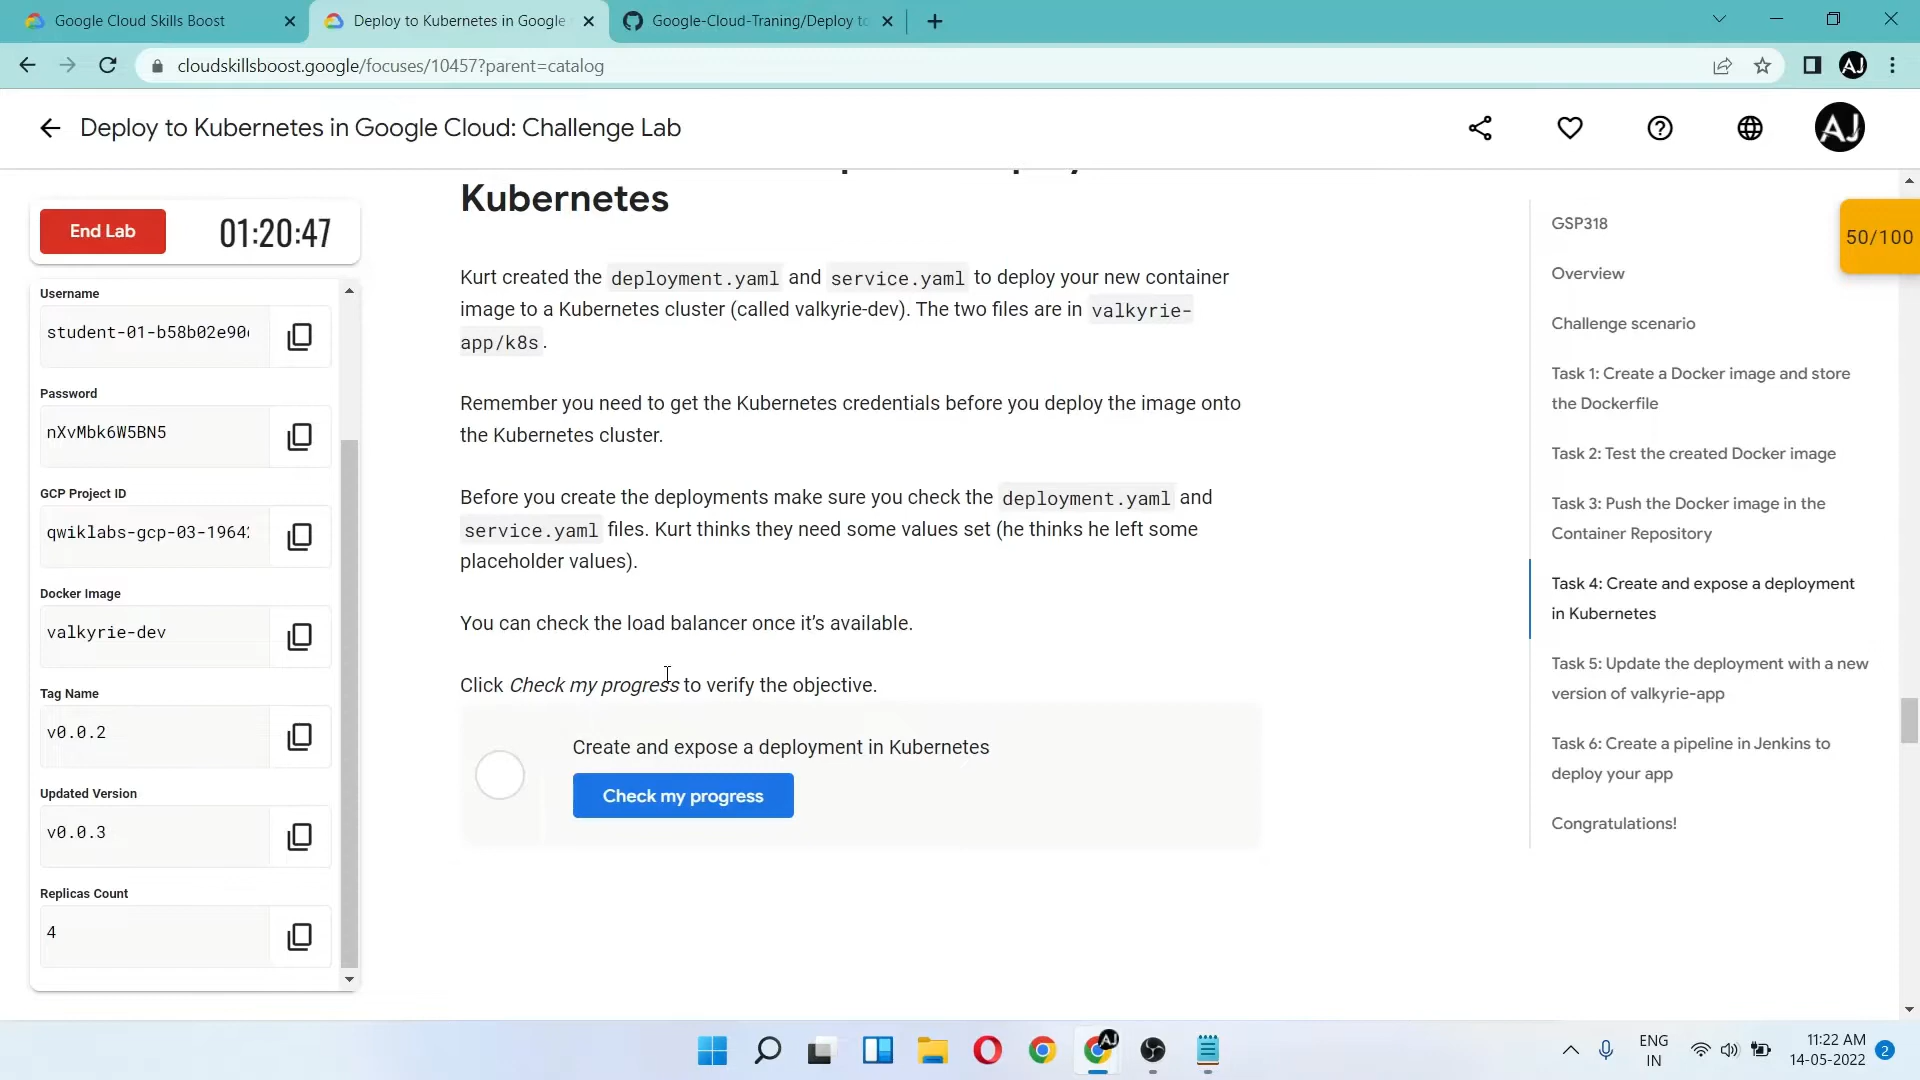 Google Cloud Skills Boost
Deploy to Kubernetes in Google
Google-Cloud-Traning/Deploy to
cloudskillsboost.google/focuses/10457?parent=catalog
AJ
Deploy to Kubernetes in Google Cloud: Challenge Lab
AJ
End Lab
01:20:47
Username
student-01-b58b02e90
Password
nXvMbk6W5BN5
GCP Project ID
qwiklabs-gcp-03-1964
Docker Image
valkyrie-dev
Tag Name
v0.0.2
Updated Version
v0.0.3
Replicas Count
4
Kubernetes
Kurt created the deployment.yaml and service.yaml to deploy your new container
image to a Kubernetes cluster (called valkyrie-dev). The two files are in valkyrie-
app/k8s.
Remember you need to get the Kubernetes credentials before you deploy the image onto
the Kubernetes cluster.
Before you create the deployments make sure you check the deployment.yaml and
service.yaml files. Kurt thinks they need some values set (he thinks he left some
placeholder values).
You can check the load balancer once it’s available.
Click Check my progress to verify the objective.
Create and expose a deployment in Kubernetes
Check my progress
GSP318
50/100
Overview
Challenge scenario
Task 1: Create a Docker image and store
the Dockerfile
Task 2: Test the created Docker image
Task 3: Push the Docker image in the
Container Repository
Task 4: Create and expose a deployment
in Kubernetes
Task 5: Update the deployment with a new
version of valkyrie-app
Task 6: Create a pipeline in Jenkins to
deploy your app
Congratulations!
AJ
ENG
IN
11:22 AM
14-05-2022
2